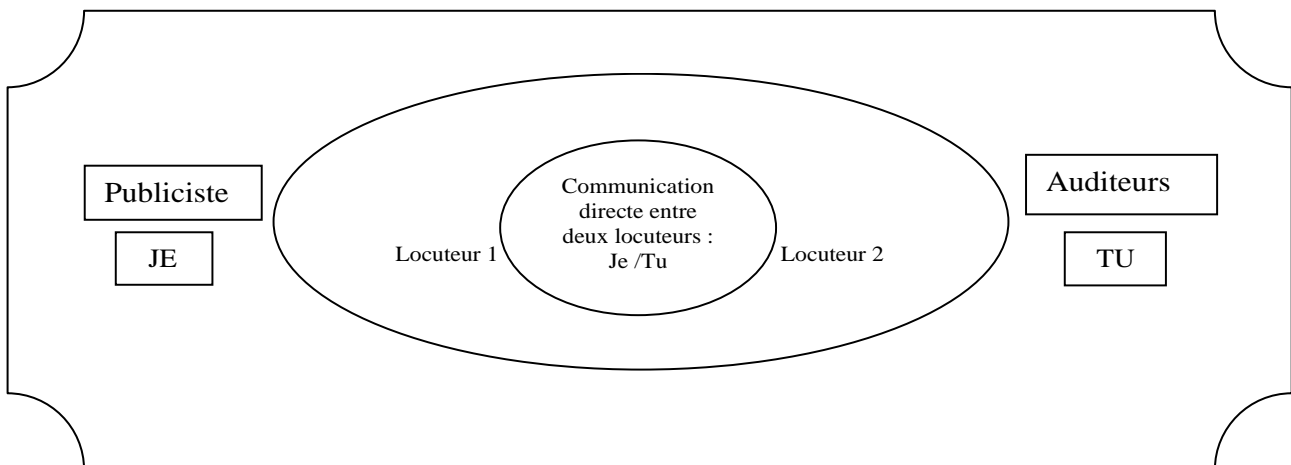 Publiciste
JE
Locuteur 1
Communication
directe entre
deux locuteurs :
Je /Tu
Locuteur 2
Auditeurs
TU